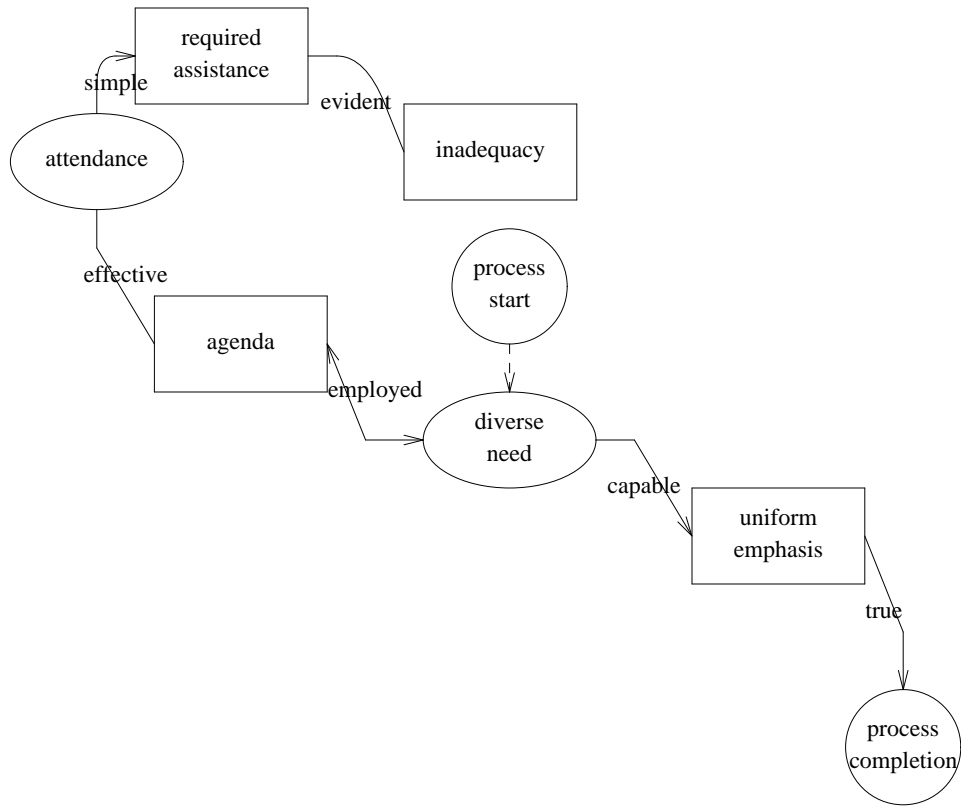 required
assistance
simple
evident
attendance
inadequacy
effective
process
start
agenda
employed
diverse
need
capable
uniform
emphasis
true
process
completion